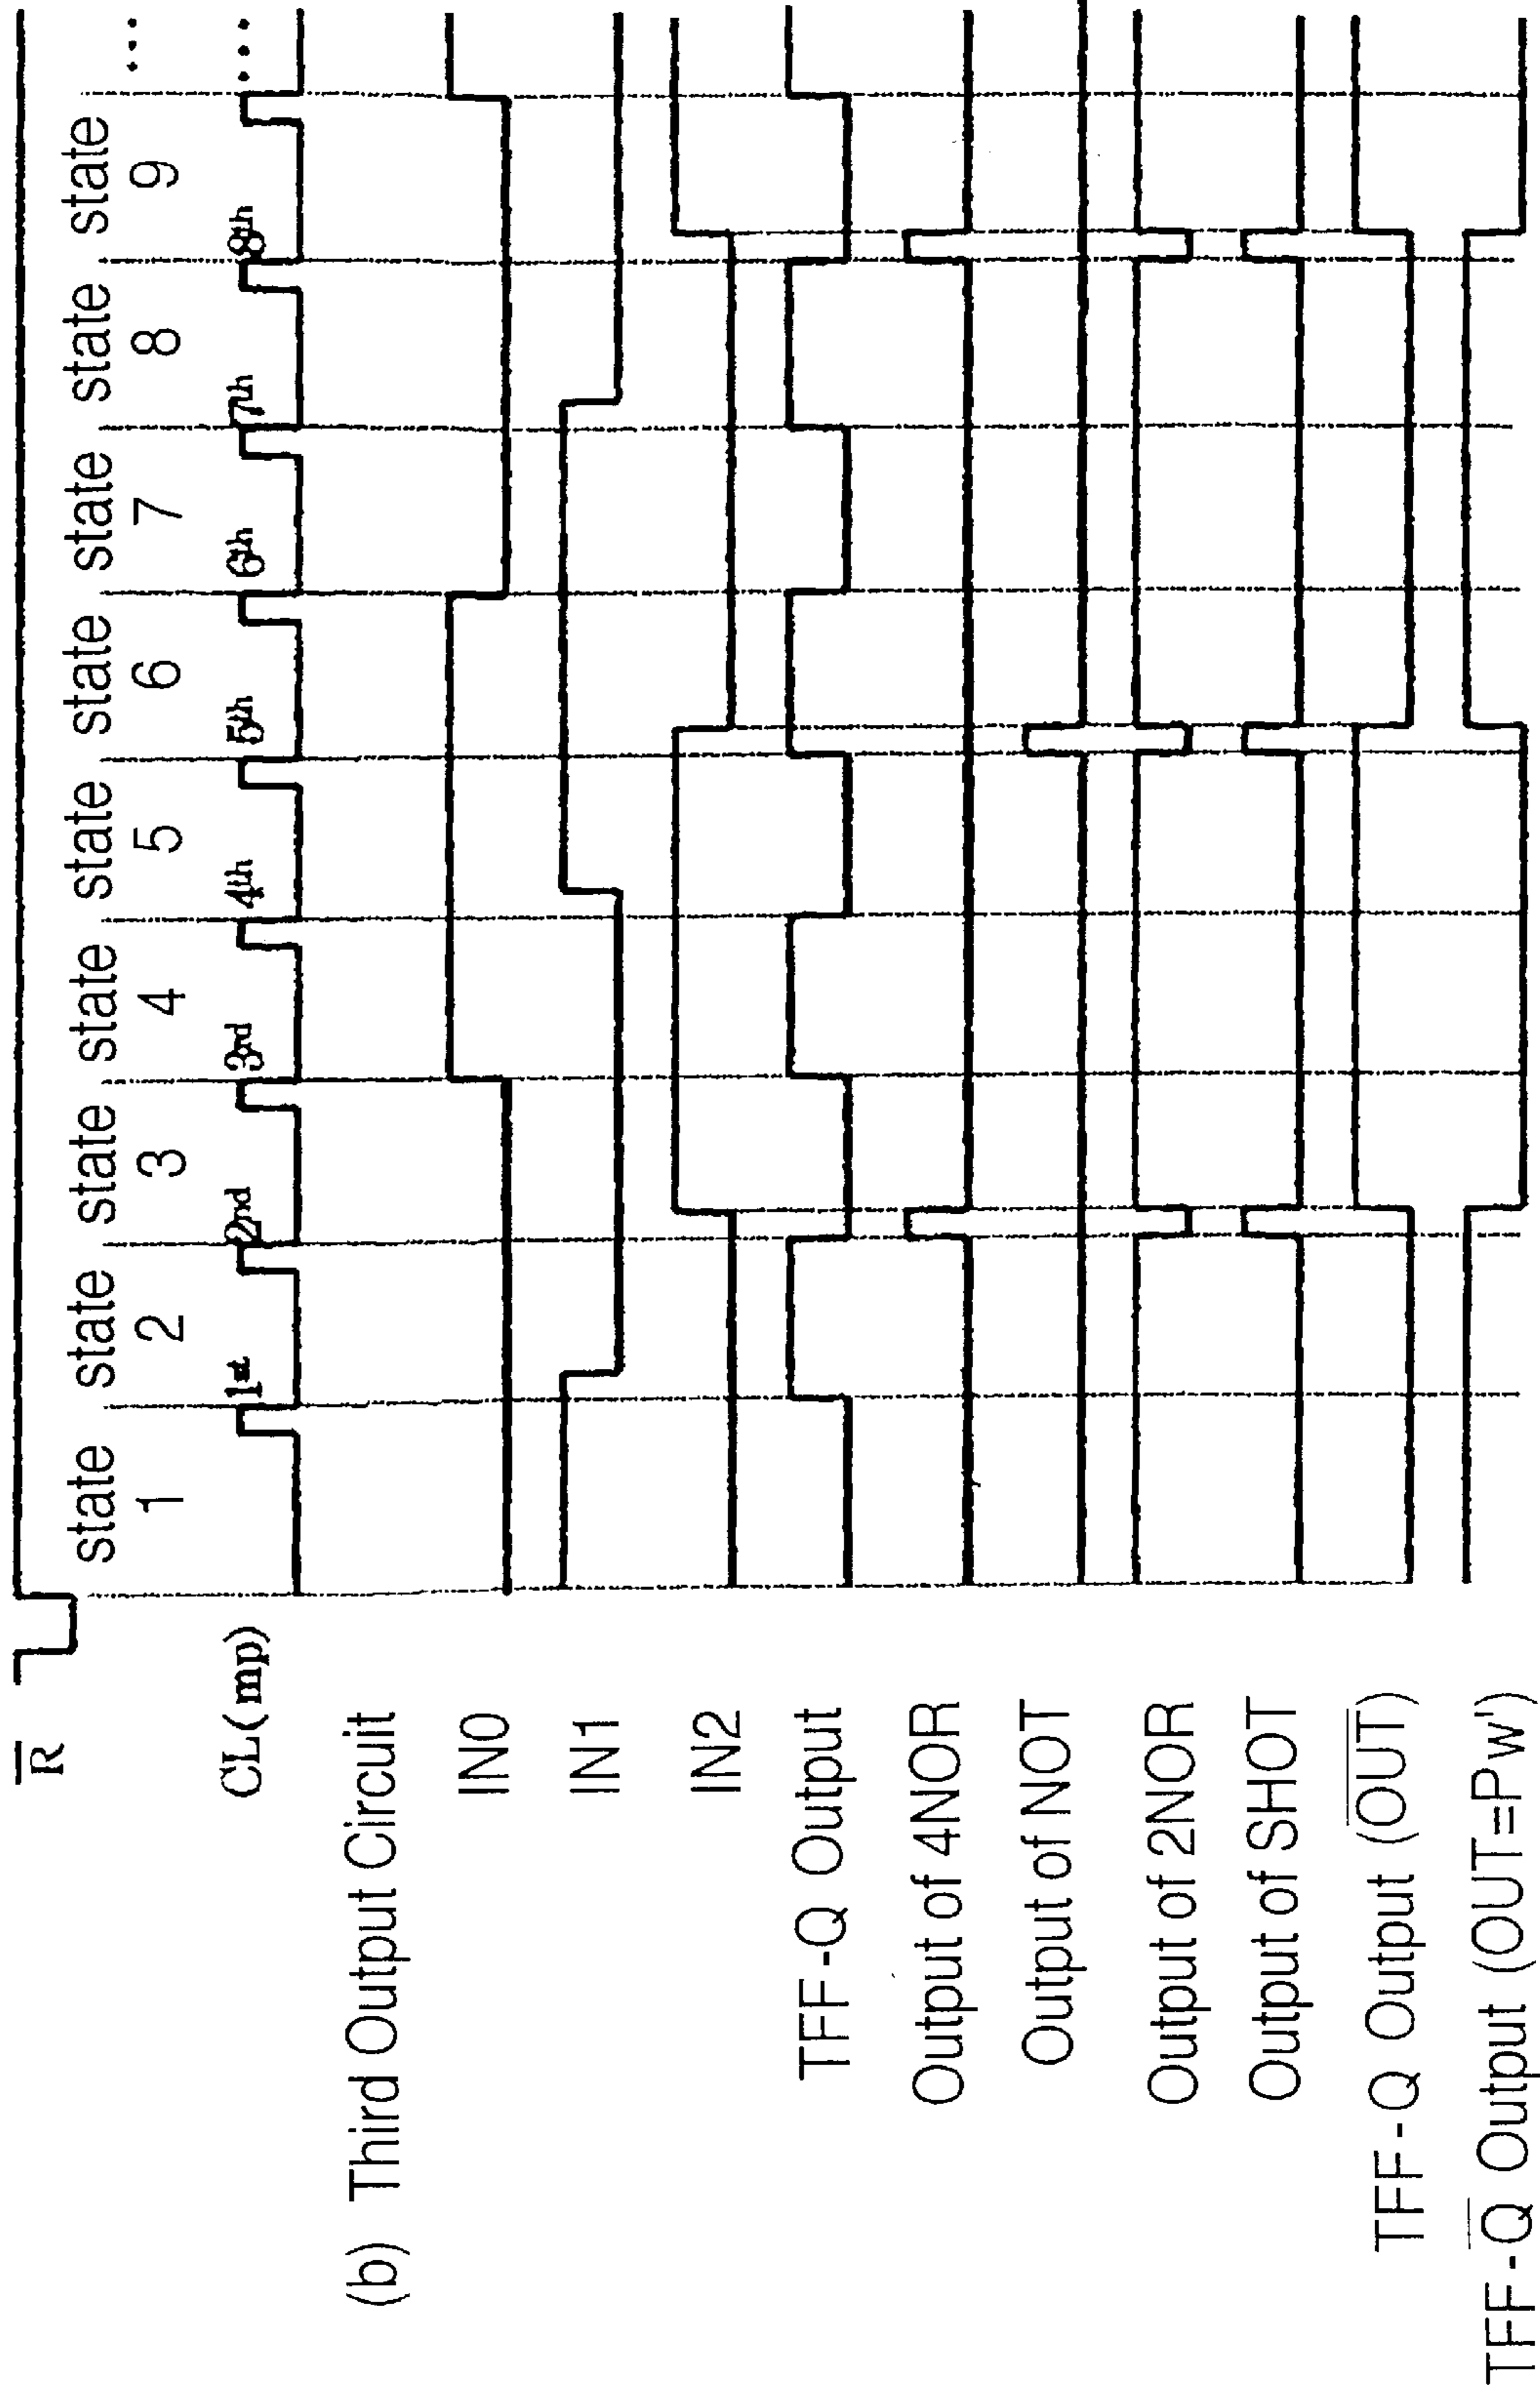 R̅
state state state state state state state state state ...
1 2 3 4 5 6 7 8 9
CL(mp) 1st 2nd 3rd 4th 5th 6th 7th 8th ...
(b) Third Output Circuit
IN0
IN1
IN2
TFF-Q Output
Output of 4NOR
Output of NOT
Output of 2NOR
Output of SHOT
TFF-Q Output (O̅U̅T̅)
TFF-Q̅ Output (OUT=Pw')